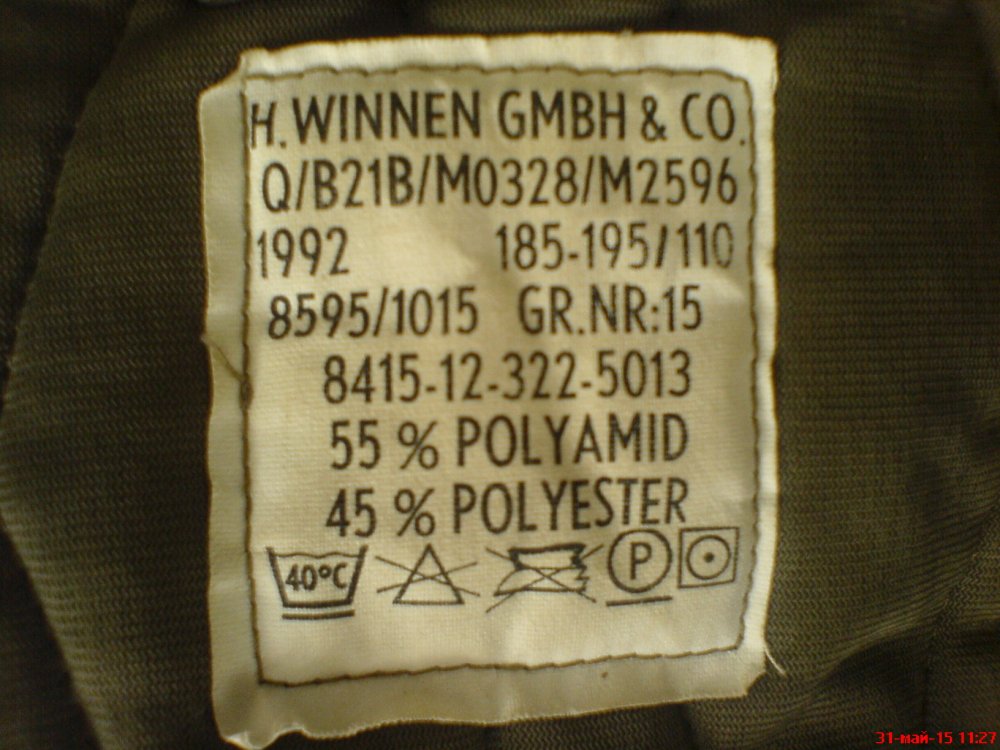 H. WINNEN GMBH & CO.
Q/B21B/M0328/M2596
1992 185-195/110
8595/1015 GR.NR:15
8415-12-322-5013
55 % POLYAMID
45 % POLYESTER
40°C P
31-май-15 11:27